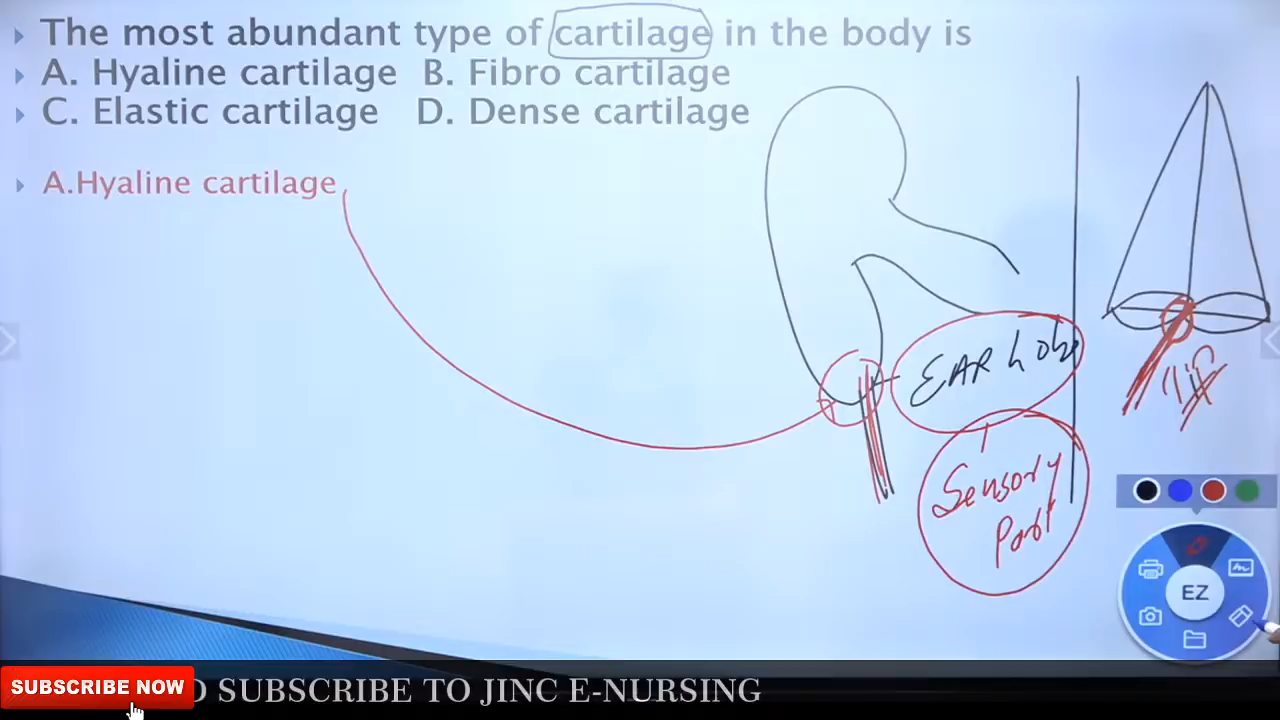 The most abundant type of cartilage in the body is
A. Hyaline cartilage B. Fibro cartilage
C. Elastic cartilage D. Dense cartilage
A.Hyaline cartilage
EAR Lobe
Sensory
Part
EZ
SUBSCRIBE NOW
SUBSCRIBE TO JINC E-NURSING